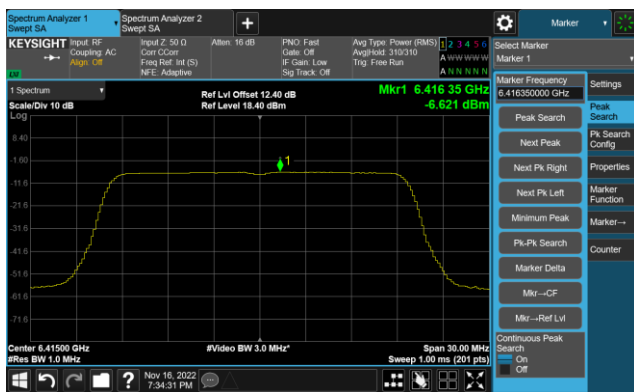 Spectrum Analyzer 1
Swept SA
Spectrum Analyzer 2
Swept SA
+
Marker
KEYSIGHT
Input: RF
Coupling: AC
Align: Off
Input Z: 50 Ω
Corr CCorr
Freq Ref: Int (S)
NFE: Adaptive
Atten: 16 dB
PNO: Fast
Gate: Off
IF Gain: Low
Sig Track: Off
Avg Type: Power (RMS)
Avg|Hold: 310/310
Trig: Free Run
1 2 3 4 5 6
A W W W W W
A N N N N N
LXI
Select Marker
Marker 1
1 Spectrum
Scale/Div 10 dB
Log
Ref Lvl Offset 12.40 dB
Ref Level 18.40 dBm
Mkr1 6.416 35 GHz
-6.621 dBm
8.40
-1.60
-11.6
-21.6
-31.6
-41.6
-51.6
-61.6
-71.6
1
Center 6.41500 GHz
#Res BW 1.0 MHz
#Video BW 3.0 MHz*
Span 30.00 MHz
Sweep 1.00 ms (201 pts)
Marker Frequency
6.416350000 GHz
Peak Search
Next Peak
Next Pk Right
Next Pk Left
Minimum Peak
Pk-Pk Search
Marker Delta
Mkr→CF
Mkr→Ref Lvl
Continuous Peak
Search
On
Off
Settings
Peak
Search
Pk Search
Config
Properties
Marker
Function
Marker→
Counter
?
Nov 16, 2022
7:34:31 PM